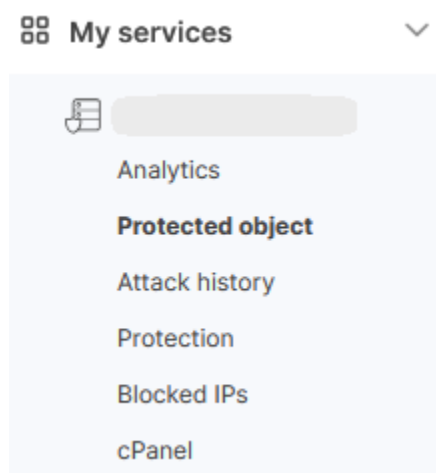 My services
Analytics
Protected object
Attack history
Protection
Blocked IPs
cPanel